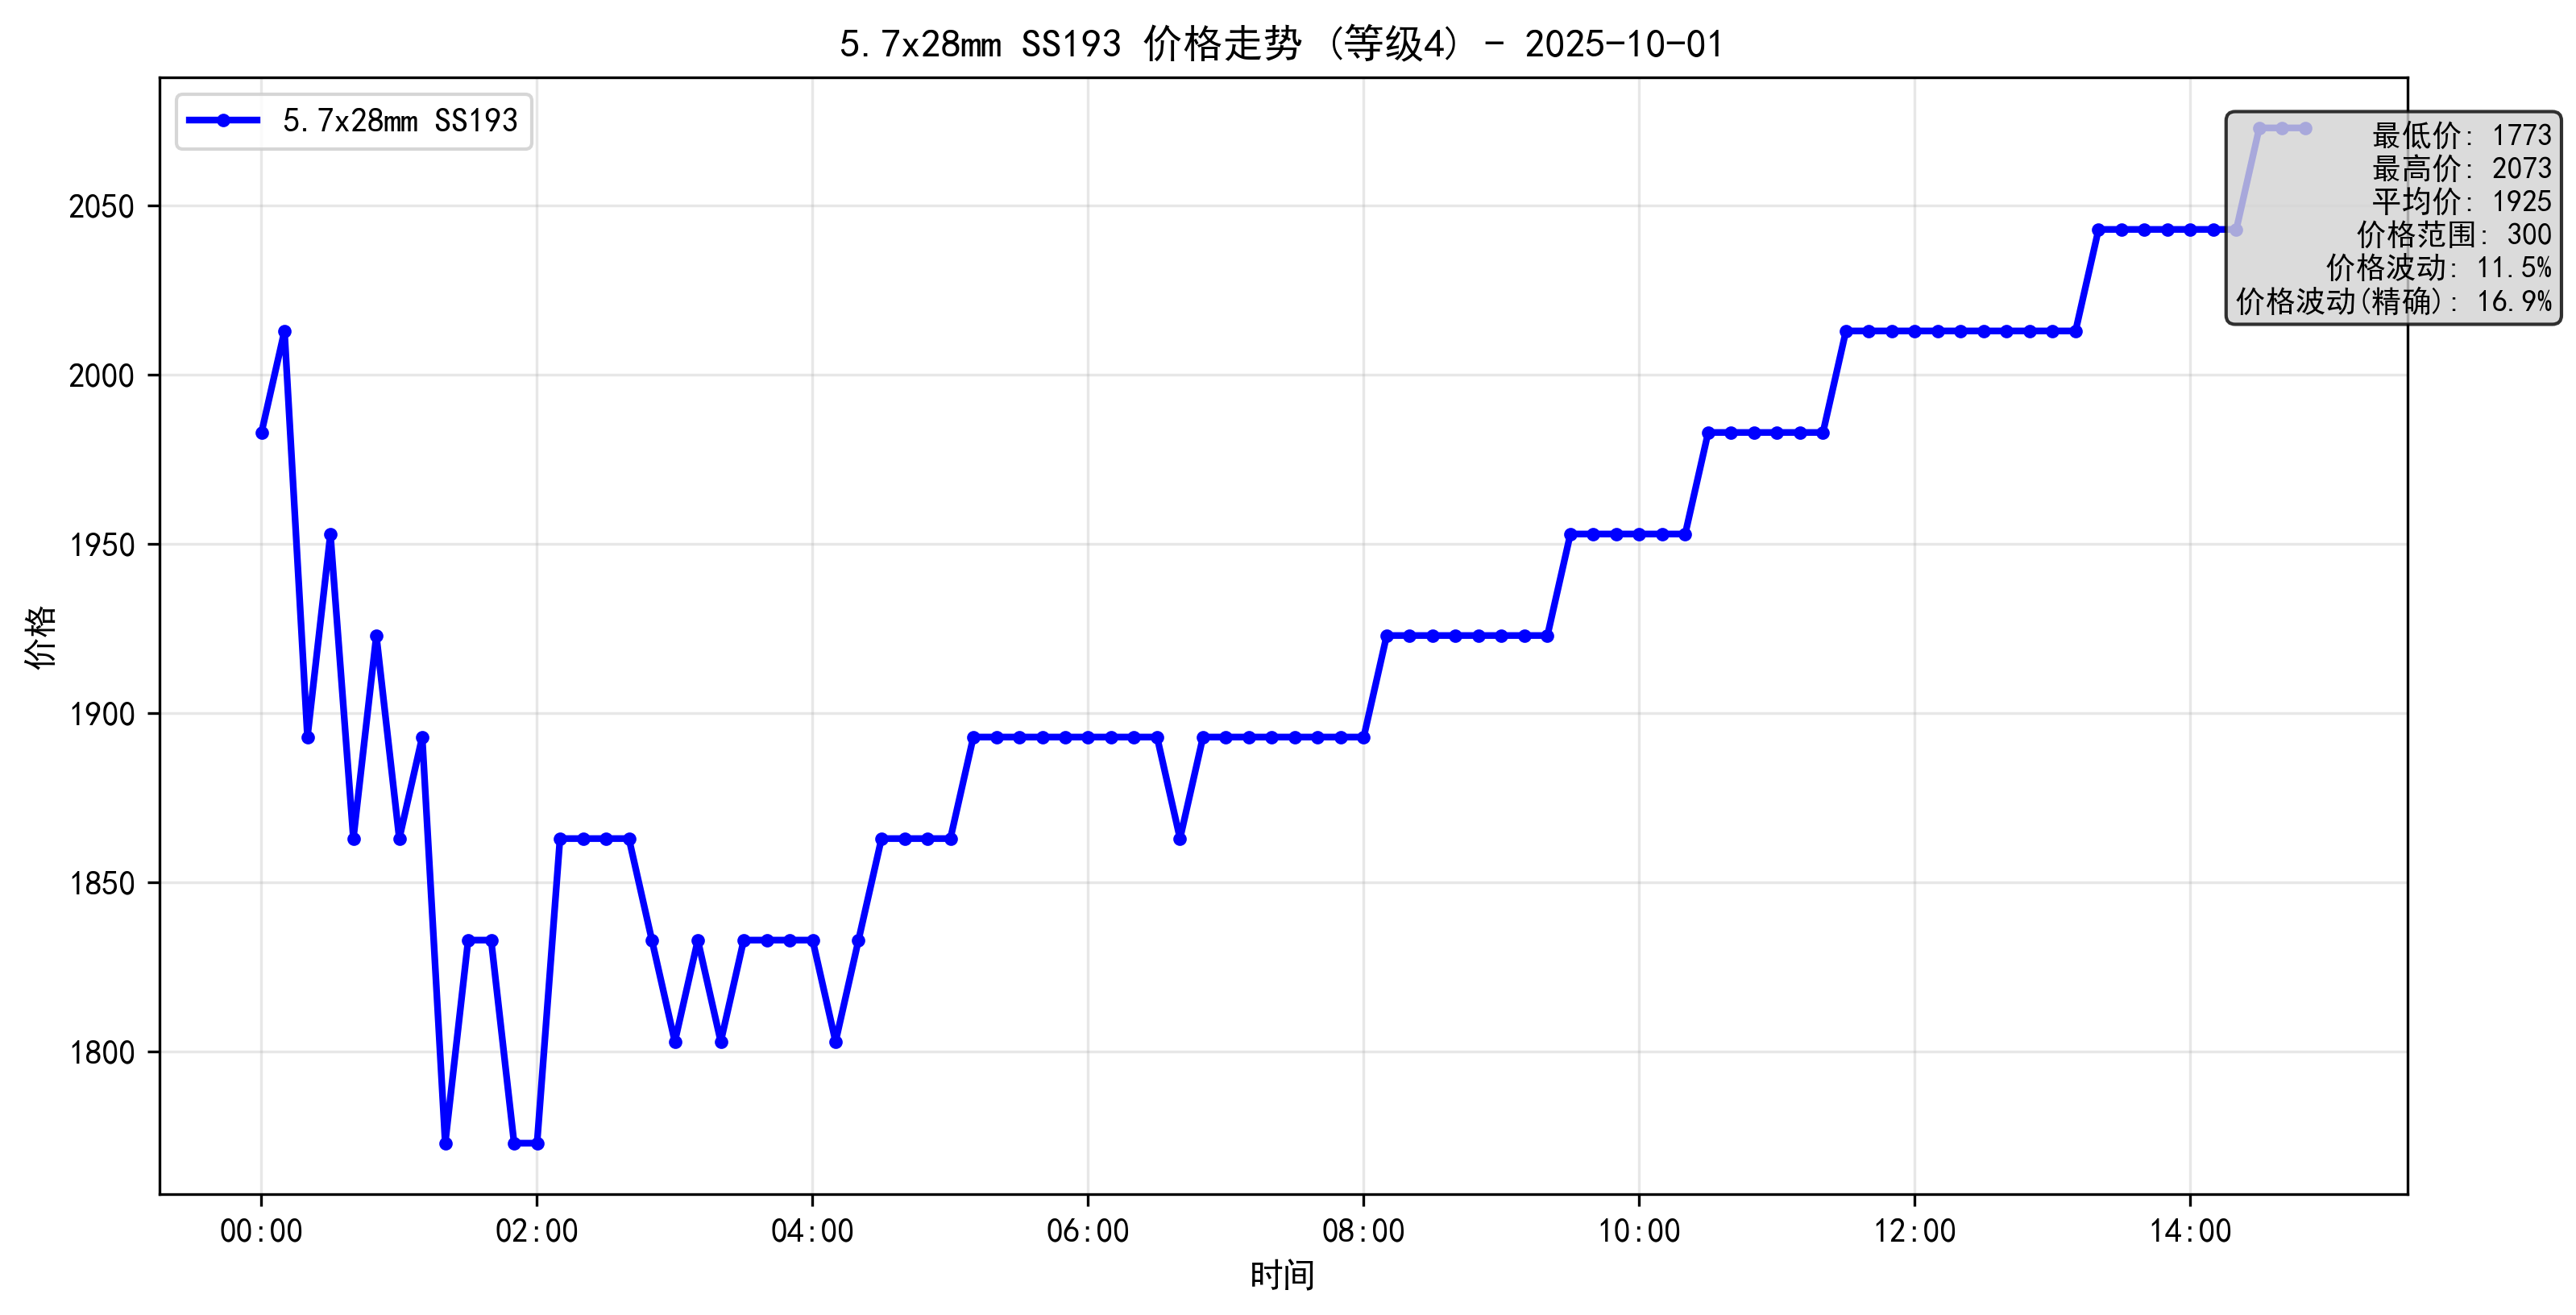 5.7x28mm SS193 价格走势 (等级4) - 2025-10-01
5.7x28mm SS193
最低价: 1773
最高价: 2073
平均价: 1925
价格范围: 300
价格波动: 11.5%
价格波动(精确): 16.9%
价格
2050
2000
1950
1900
1850
1800
00:00 02:00 04:00 06:00 08:00 10:00 12:00 14:00
时间